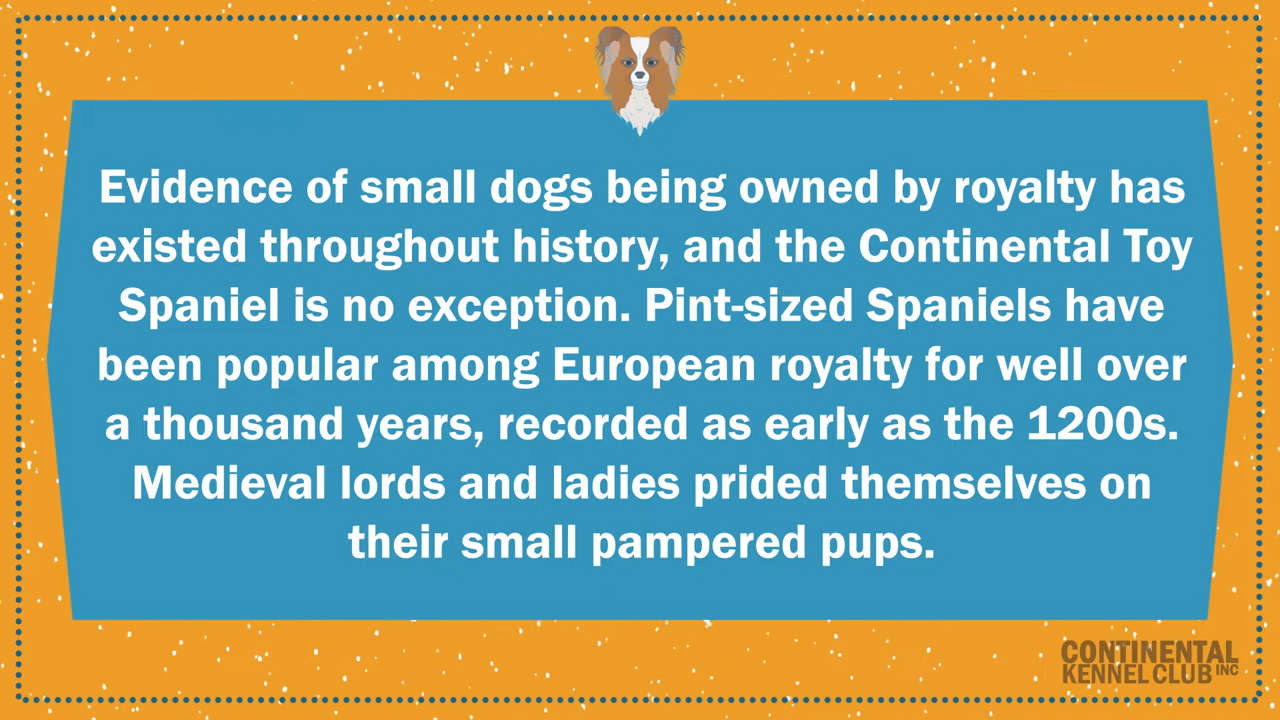 Evidence of small dogs being owned by royalty has
existed throughout history, and the Continental Toy
Spaniel is no exception. Pint-sized Spaniels have
been popular among European royalty for well over
a thousand years, recorded as early as the 1200s.
Medieval lords and ladies prided themselves on
their small pampered pups.
CONTINENTAL
KENNEL CLUB INC